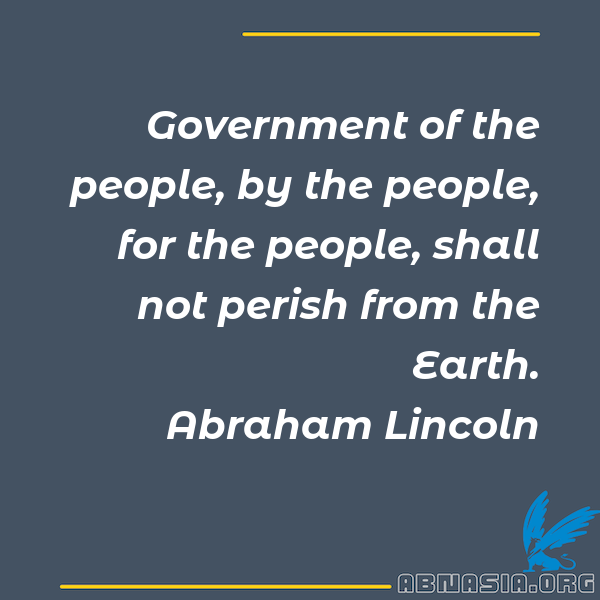 Government of the
people, by the people,
for the people, shall
not perish from the
Earth.
Abraham Lincoln
ABNASIA.ORG